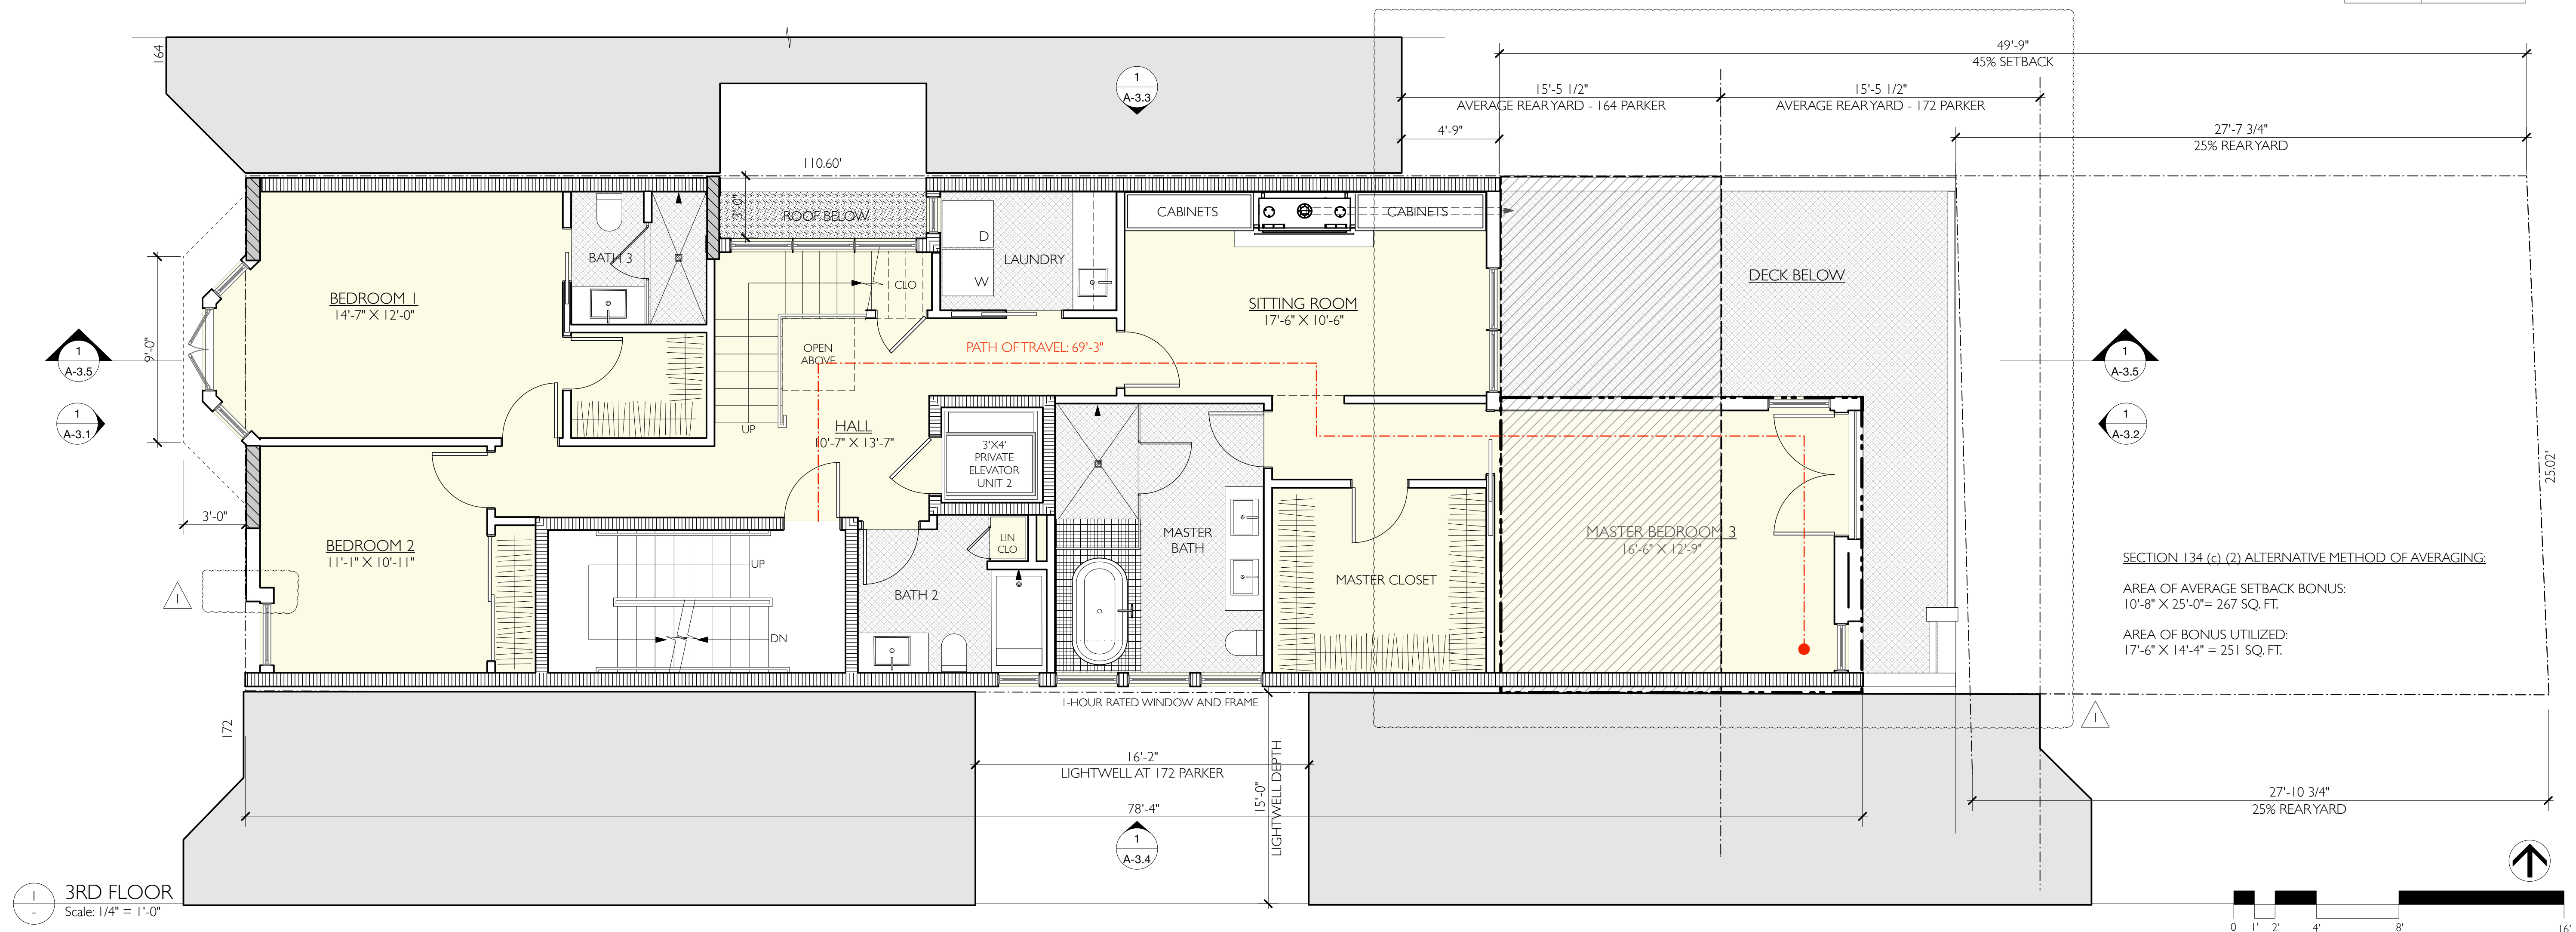 49'-9"
45% SETBACK
164
15'-5 1/2"
AVERAGE REAR YARD - 164 PARKER
15'-5 1/2"
AVERAGE REAR YARD - 172 PARKER
1
A-3.3
4'-9"
27'-7 3/4"
25% REAR YARD
110.60'
3'-0"
ROOF BELOW
CABINETS
CABINETS
D
W
LAUNDRY
BATH 3
CLO
DECK BELOW
BEDROOM 1
14'-7" X 12'-0"
SITTING ROOM
17'-6" X 10'-6"
9'-0"
1
A-3.5
OPEN
ABOVE
PATH OF TRAVEL: 69'-3"
1
A-3.5
1
A-3.1
UP
HALL
10'-7" X 13'-7"
3'X4'
PRIVATE
ELEVATOR
UNIT 2
1
A-3.2
25.02'
3'-0"
BEDROOM 2
11'-1" X 10'-11"
LIN
CLO
MASTER
BATH
MASTER BEDROOM 3
16'-6" X 12'-9"
UP
DN
BATH 2
MASTER CLOSET
SECTION 134 (c) (2) ALTERNATIVE METHOD OF AVERAGING:
AREA OF AVERAGE SETBACK BONUS:
10'-8" X 25'-0"= 267 SQ. FT.
AREA OF BONUS UTILIZED:
17'-6" X 14'-4" = 251 SQ. FT.
1
1-HOUR RATED WINDOW AND FRAME
1
172
16'-2"
LIGHTWELL AT 172 PARKER
15'-0"
LIGHTWELL DEPTH
78'-4"
27'-10 3/4"
25% REAR YARD
1
A-3.4
1
-
3RD FLOOR
Scale: 1/4" = 1'-0"
0 1' 2' 4' 8' 16'